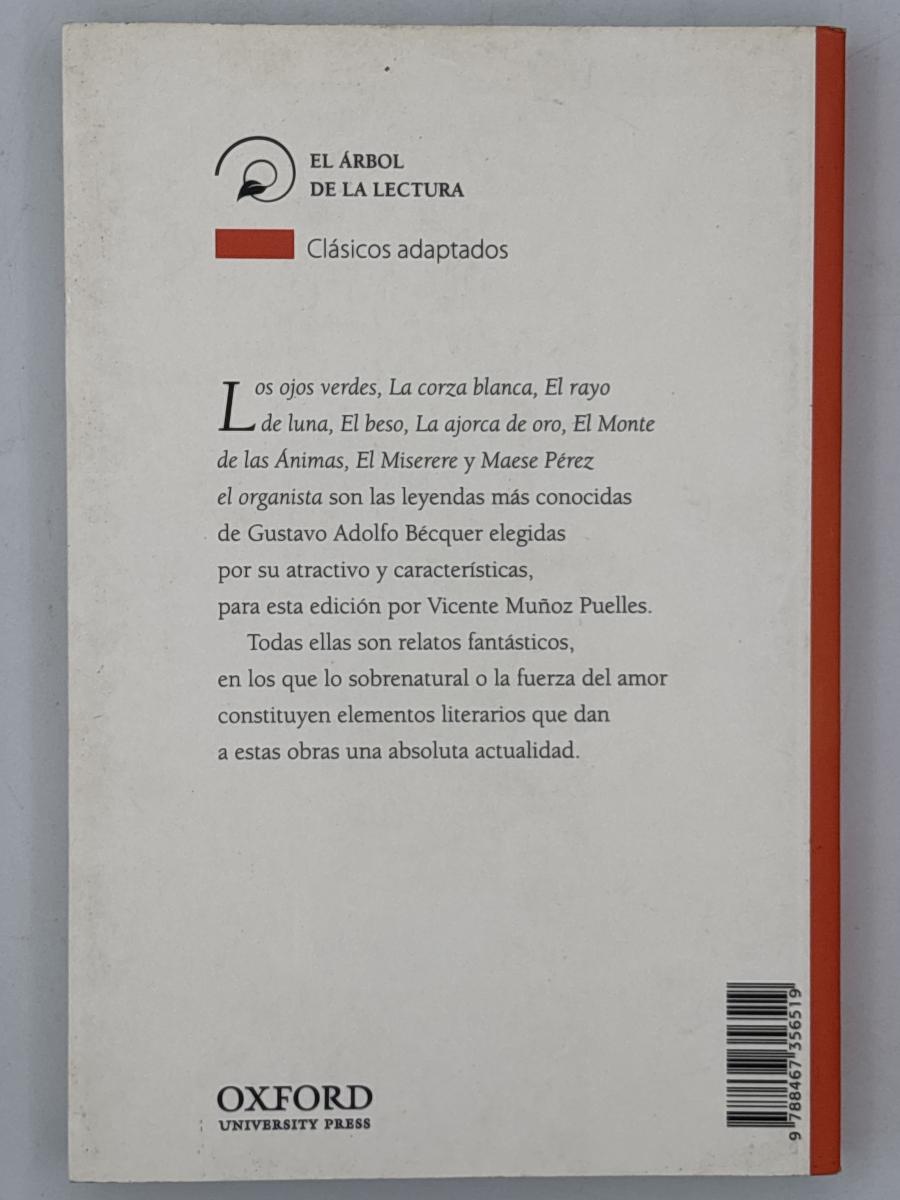 EL ÁRBOL
DE LA LECTURA
Clásicos adaptados
Los ojos verdes, La corza blanca, El rayo
de luna, El beso, La ajorca de oro, El Monte
de las Ánimas, El Miserere y Maese Pérez
el organista son las leyendas más conocidas
de Gustavo Adolfo Bécquer elegidas
por su atractivo y características,
para esta edición por Vicente Muñoz Puelles.
Todas ellas son relatos fantásticos,
en los que lo sobrenatural o la fuerza del amor
constituyen elementos literarios que dan
a estas obras una absoluta actualidad.
OXFORD
UNIVERSITY PRESS
9 788467 356519